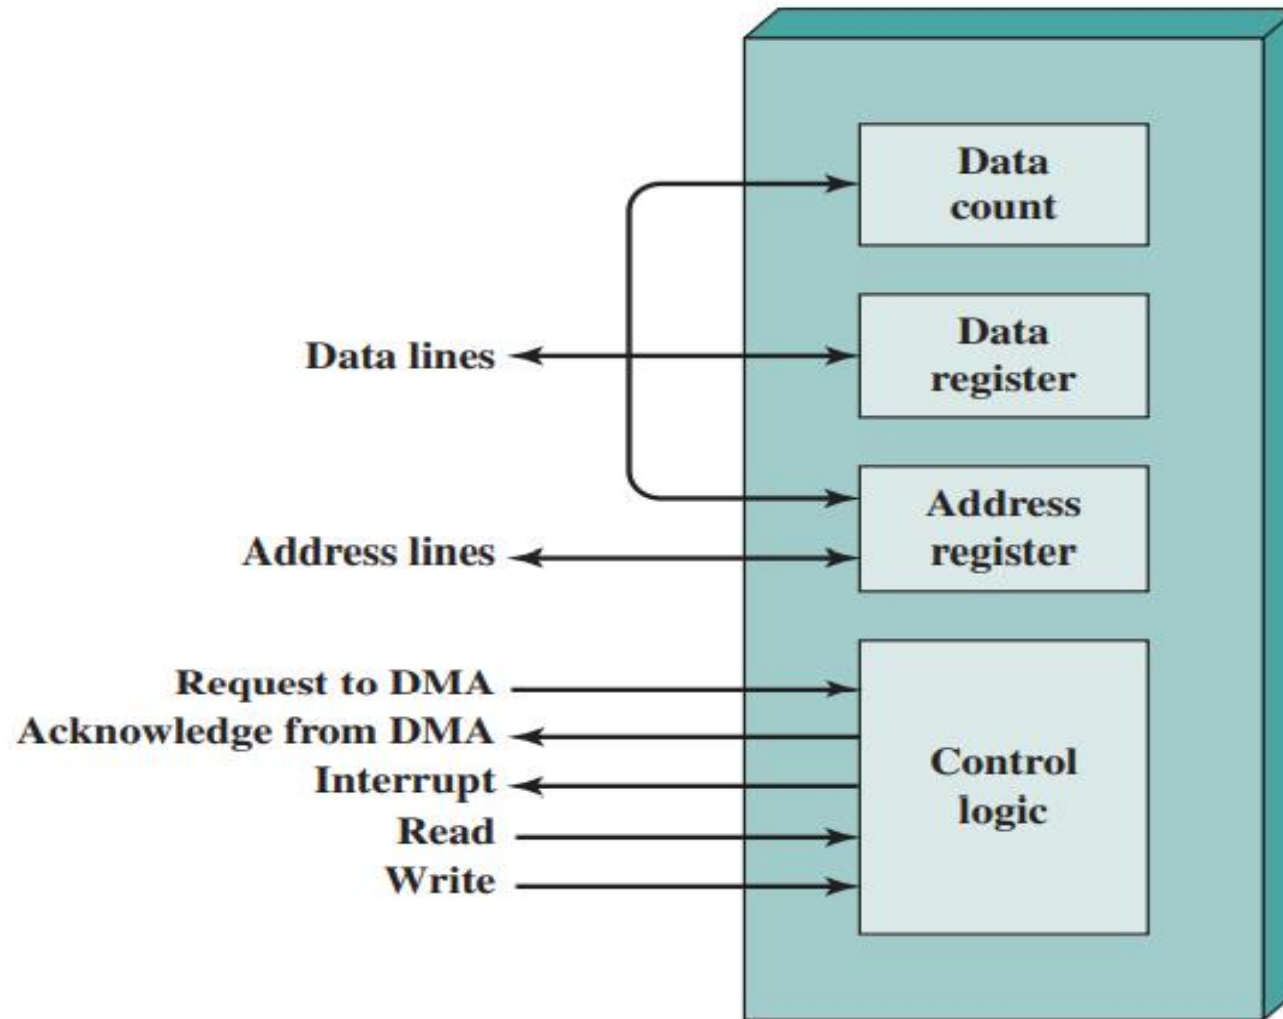 Data
count
Data lines
Data
register
Address
register
Address lines
Request to DMA
Acknowledge from DMA
Interrupt
Read
Write
Control
logic